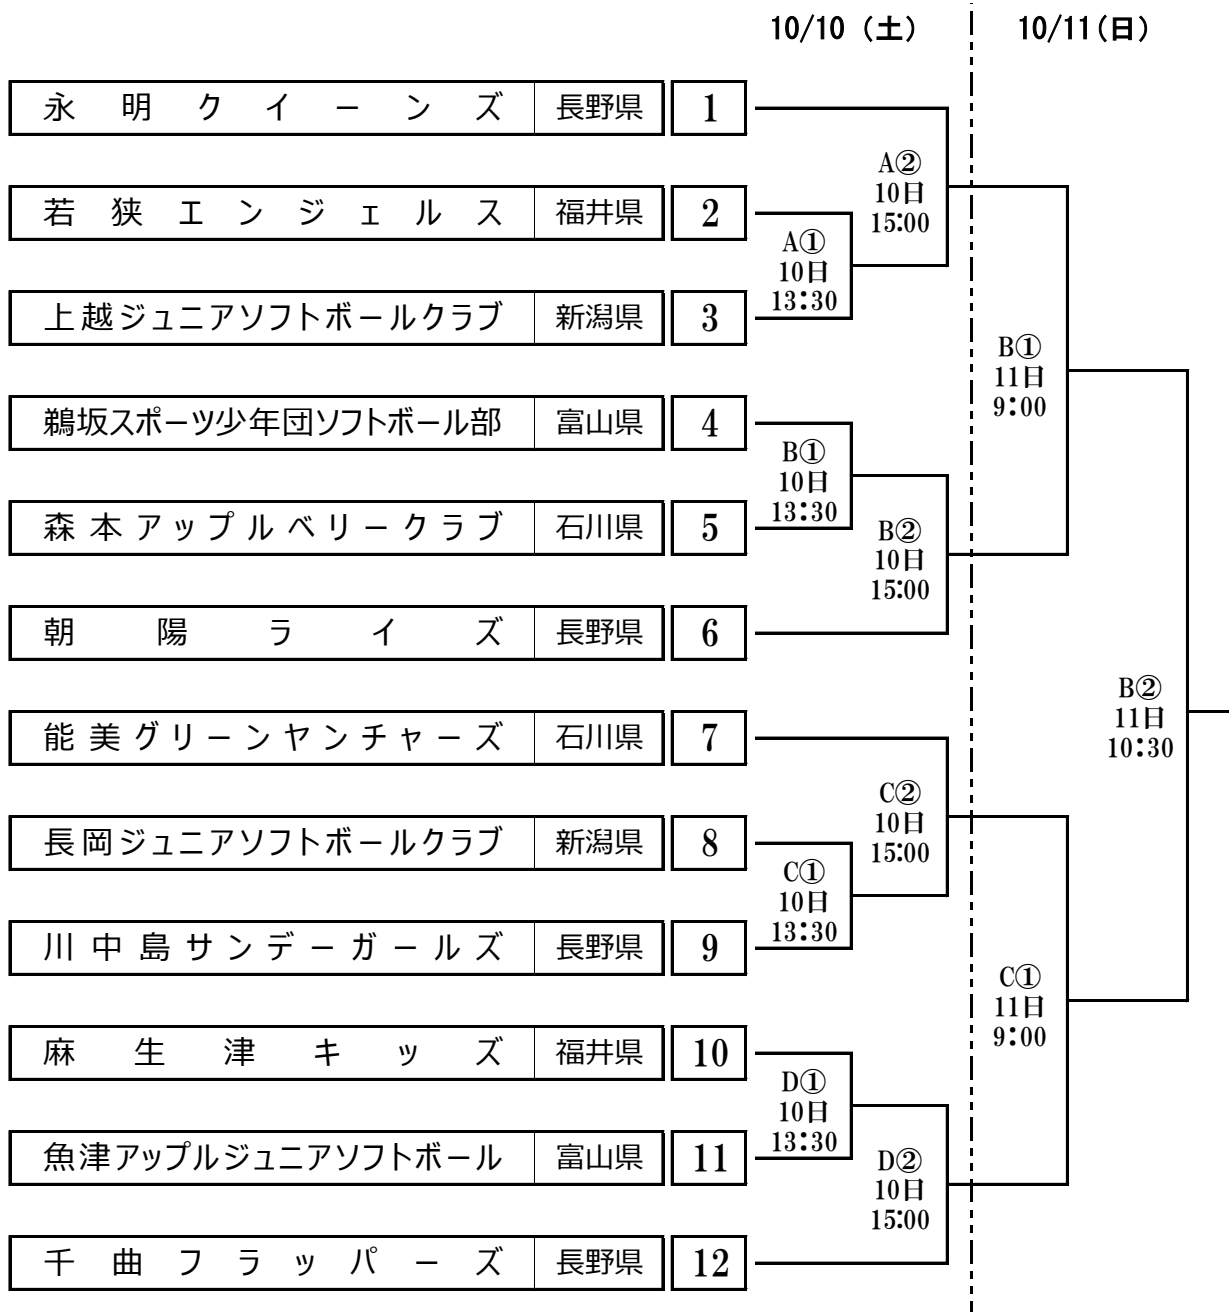 10/10（土） 10/11(日)
永明クイーンズ 長野県 1
A②
10日
15:00
若狭エンジェルス 福井県 2
A①
10日
13:30
上越ジュニアソフトボールクラブ 新潟県 3
B①
11日
9:00
鵜坂スポーツ少年団ソフトボール部 富山県 4
B①
10日
13:30
森本アップルベリークラブ 石川県 5
B②
10日
15:00
朝陽ライズ 長野県 6
B②
11日
10:30
能美グリーンヤンチャーズ 石川県 7
C②
10日
15:00
長岡ジュニアソフトボールクラブ 新潟県 8
C①
10日
13:30
川中島サンデーガールズ 長野県 9
C①
11日
9:00
麻生津キッズ 福井県 10
D①
10日
13:30
魚津アップルジュニアソフトボール 富山県 11
D②
10日
15:00
千曲フラッパーズ 長野県 12